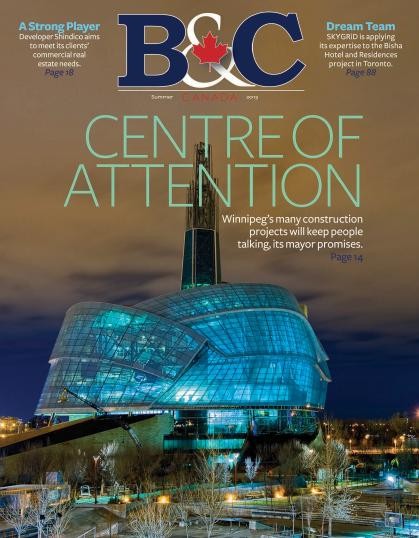 A Strong Player
Developer Shindico aims
to meet its clients'
commercial real
estate needs.
Page 18
B&C
Summer CANADA 2019
Dream Team
SKYGRiD is applying
its expertise to the Bisha
Hotel and Residences
project in Toronto.
Page 88
CENTRE OF
ATTENTION
Winnipeg's many construction
projects will keep people
talking, its mayor promises.
Page 14